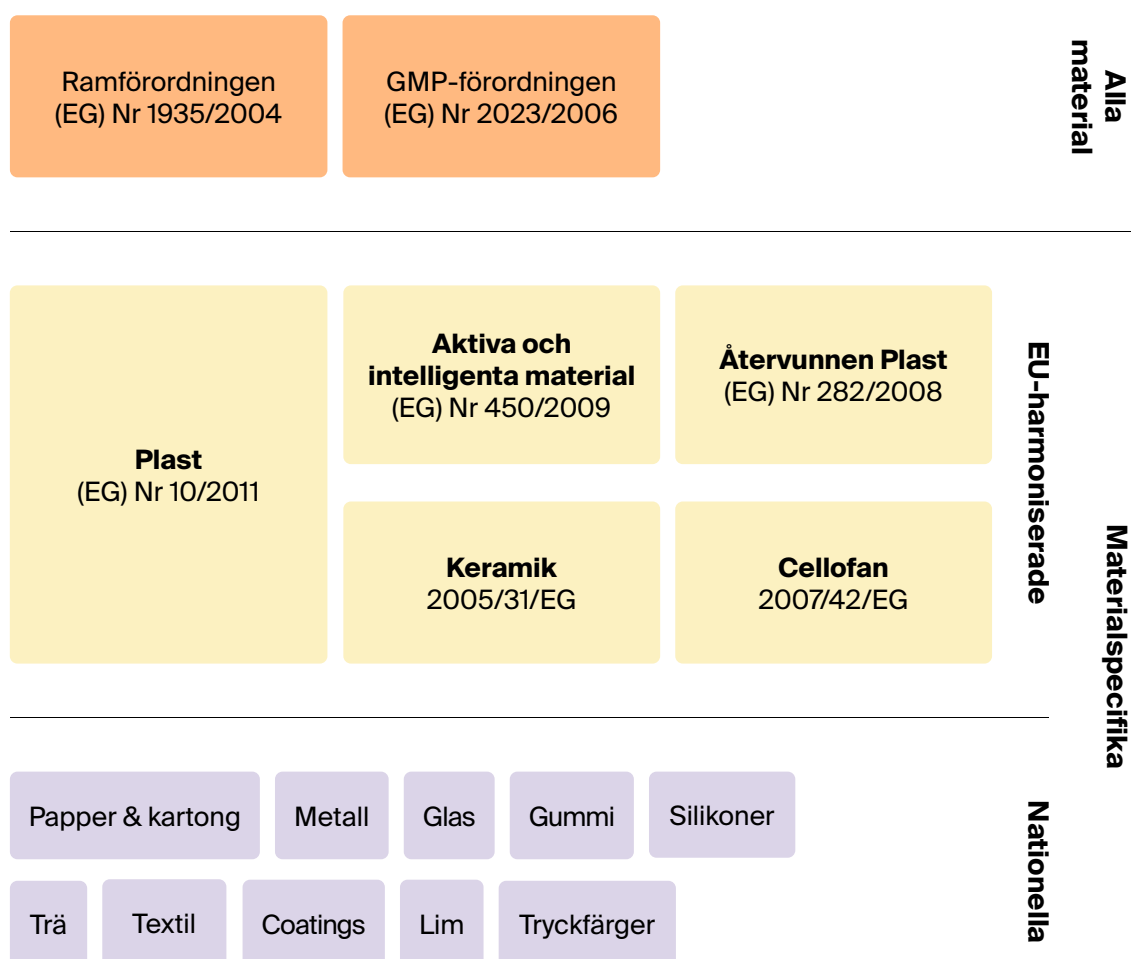 Ramförordningen
(EG) Nr 1935/2004
GMP-förordningen
(EG) Nr 2023/2006
Alla
material
Plast
(EG) Nr 10/2011
Aktiva och
intelligenta material
(EG) Nr 450/2009
Återvunnen Plast
(EG) Nr 282/2008
Keramik
2005/31/EG
Cellofan
2007/42/EG
EU-harmoniserade
Materialspecifika
Papper & kartong
Metall
Glas
Gummi
Silikoner
Trä
Textil
Coatings
Lim
Tryckfärger
Nationella